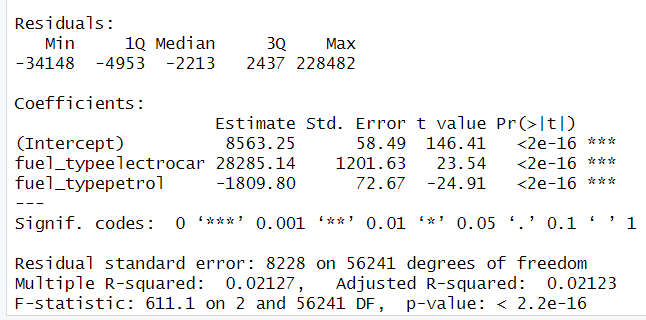 Residuals:
   Min     1Q Median     3Q    Max
-34148  -4953  -2213   2437 228482

Coefficients:
                     Estimate Std. Error t value Pr(>|t|)
(Intercept)           8563.25      58.49  146.41   <2e-16 ***
fuel_typeelectrocar 28285.14    1201.63   23.54   <2e-16 ***
fuel_typepetrol      -1809.80      72.67  -24.91   <2e-16 ***
---
Signif. codes:  0 ‘***’ 0.001 ‘**’ 0.01 ‘*’ 0.05 ‘.’ 0.1 ‘ ’ 1

Residual standard error: 8228 on 56241 degrees of freedom
Multiple R-squared:  0.02127,   Adjusted R-squared:  0.02123
F-statistic: 611.1 on 2 and 56241 DF,  p-value: < 2.2e-16